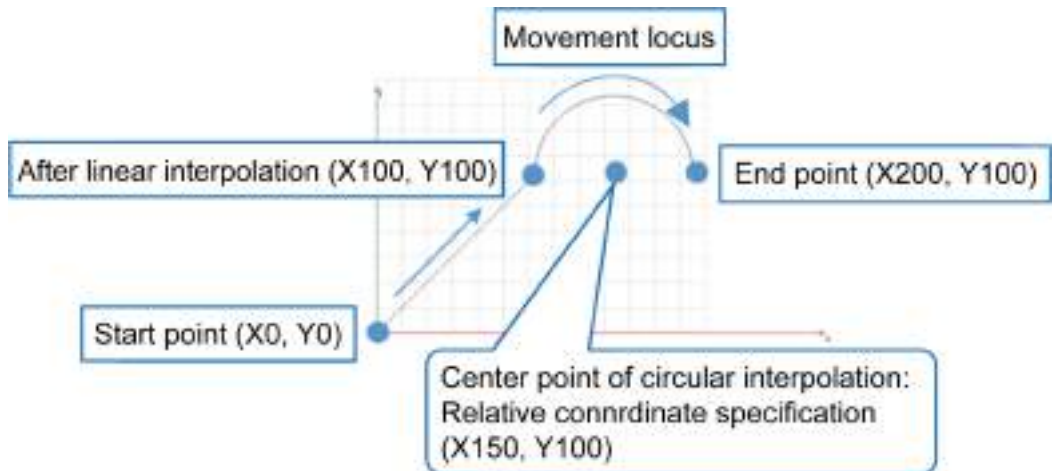 Movement locus
After linear interpolation (X100, Y100)
End point (X200, Y100)
Start point (X0, Y0)
Center point of circular interpolation:
Relative connrdinate specification
(X150, Y100)